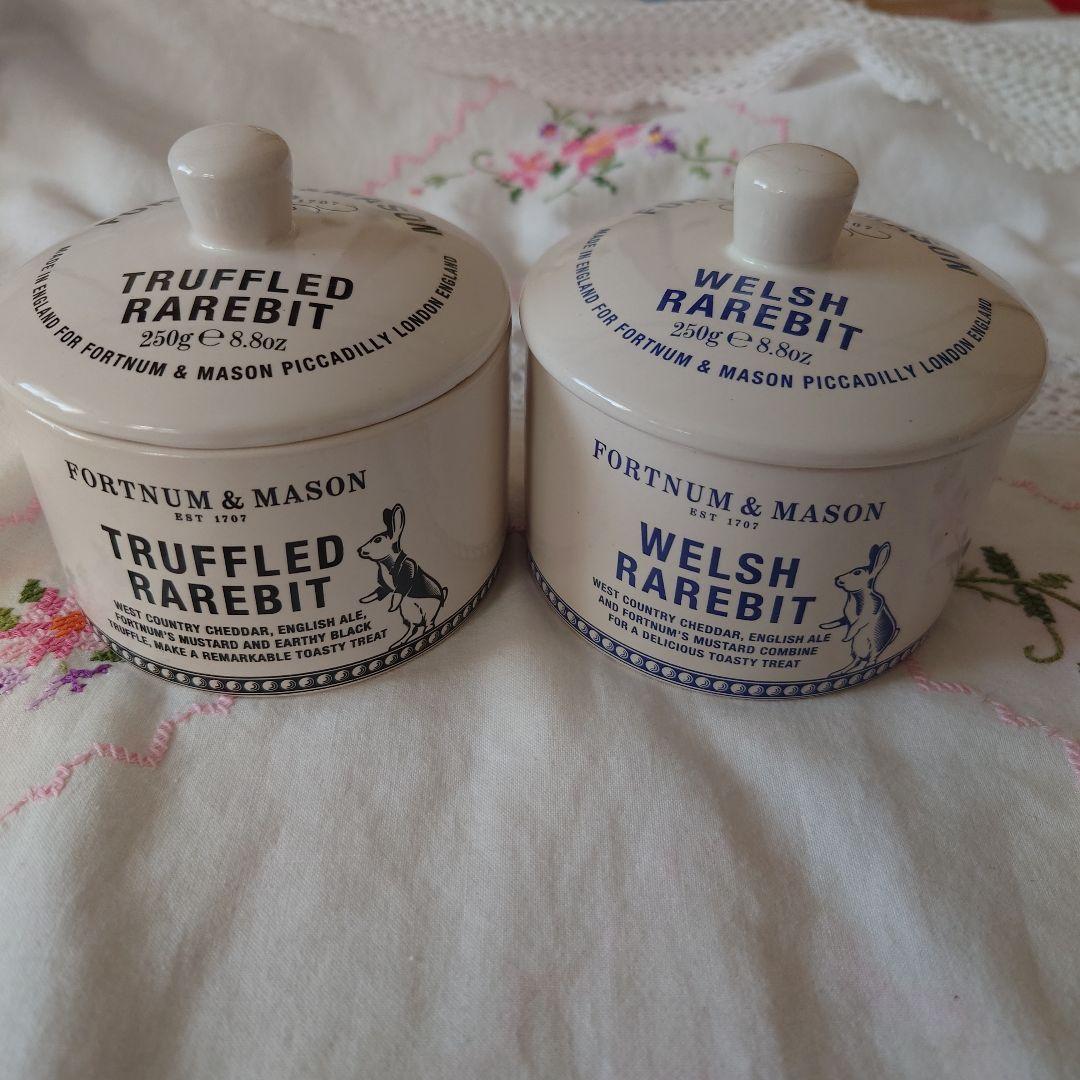 1707
TRUFFLED
RAREBIT
250g ℮ 8.8oz
MADE IN ENGLAND FOR FORTNUM & MASON PICCADILLY LONDON ENGLAND
FORTNUM & MASON
EST 1707
TRUFFLED
RAREBIT
WEST COUNTRY CHEDDAR, ENGLISH ALE,
FORTNUM'S MUSTARD AND EARTHY BLACK
TRUFFLE, MAKE A REMARKABLE TOASTY TREAT
WELSH
RAREBIT
250g ℮ 8.8oz
MADE IN ENGLAND FOR FORTNUM & MASON PICCADILLY LONDON ENGLAND
FORTNUM & MASON
EST 1707
WELSH
RAREBIT
WEST COUNTRY CHEDDAR, ENGLISH ALE
AND FORTNUM'S MUSTARD COMBINE
FOR A DELICIOUS TOASTY TREAT